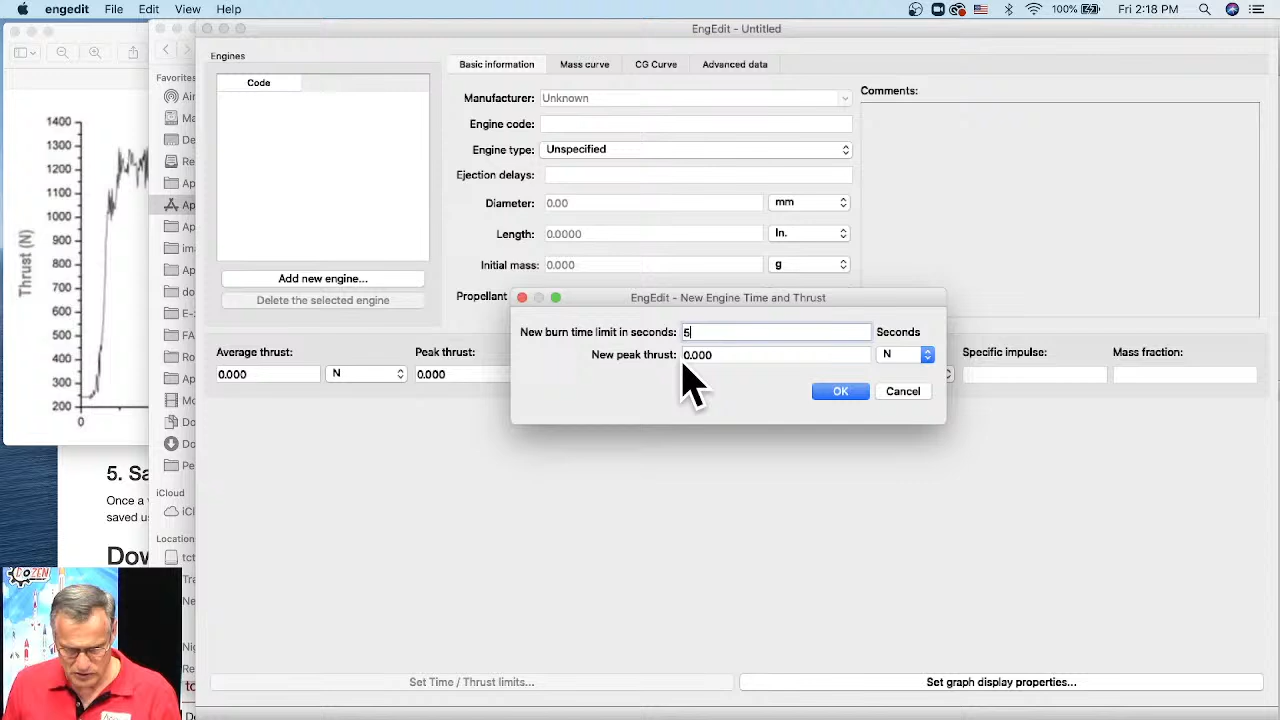 engedit File Edit View Help
100% Fri 2:18 PM
EngEdit - Untitled
Favorites
Engines
Code
Add new engine...
Delete the selected engine
Basic information Mass curve CG Curve Advanced data
Manufacturer: Unknown
Engine code:
Engine type: Unspecified
Ejection delays:
Diameter: 0.00 mm
Length: 0.0000 In.
Initial mass: 0.000 g
Propellant
Comments:
EngEdit - New Engine Time and Thrust
New burn time limit in seconds: 5 Seconds
New peak thrust: 0.000 N
OK Cancel
Average thrust: Peak thrust: Specific impulse: Mass fraction:
0.000 N 0.000
Set Time / Thrust limits... Set graph display properties...
Thrust (N)
1400
1300
1200
1100
1000
900
800
700
600
500
400
300
200
0
iCloud
5. Sa
Once a
saved u
Dow